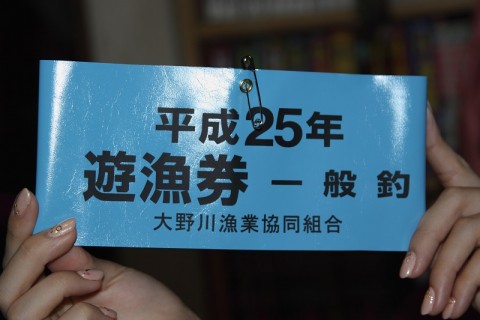 平成25年
遊漁券 一般釣
大野川漁業協同組合